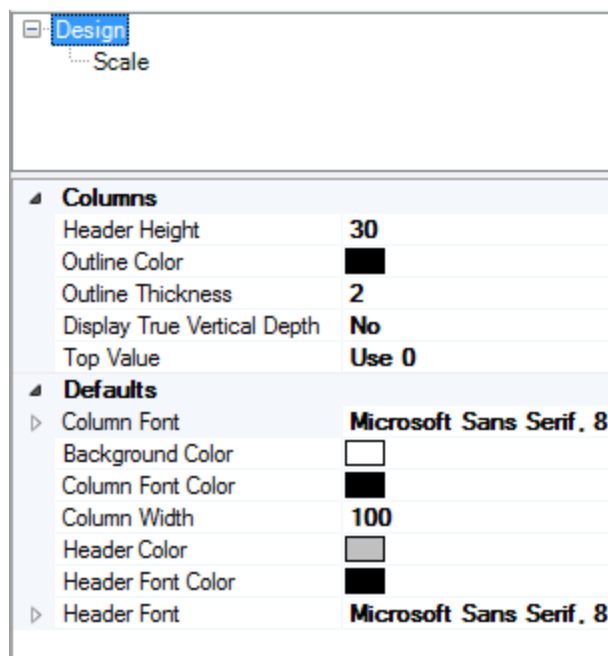 Design
Scale
Columns
Header Height 30
Outline Color
Outline Thickness 2
Display True Vertical Depth No
Top Value Use 0
Defaults
Column Font Microsoft Sans Serif, 8
Background Color
Column Font Color
Column Width 100
Header Color
Header Font Color
Header Font Microsoft Sans Serif, 8